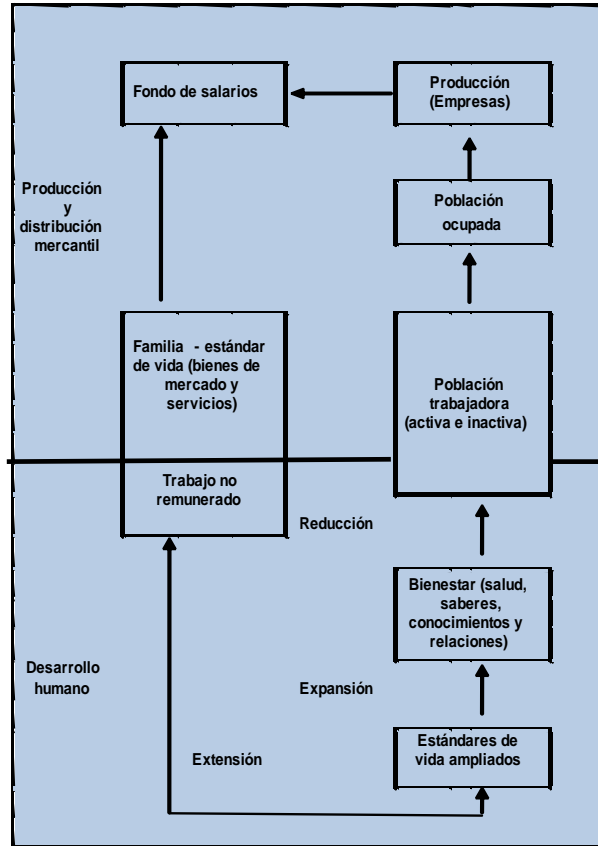 Fondo de salarios
Producción
(Empresas)
Producción
y
distribución
mercantil
Población
ocupada
Familia - estándar
de vida (bienes de
mercado y
servicios)
Población
trabajadora
(activa e inactiva)
Trabajo no
remunerado
Reducción
Bienestar (salud,
saberes,
conocimientos y
relaciones)
Desarrollo
humano
Expansión
Estándares de
vida ampliados
Extensión